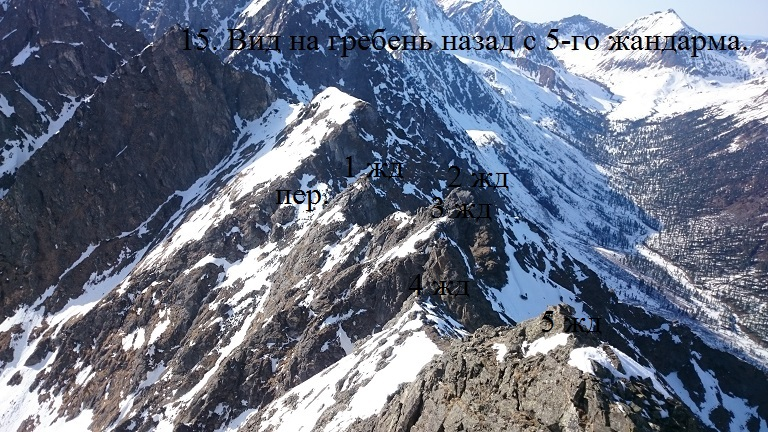 15. Вид на гребень назад с 5-го жандарма.
1 жд
2 жд
пер.
3 жд
4 жд
5 жд